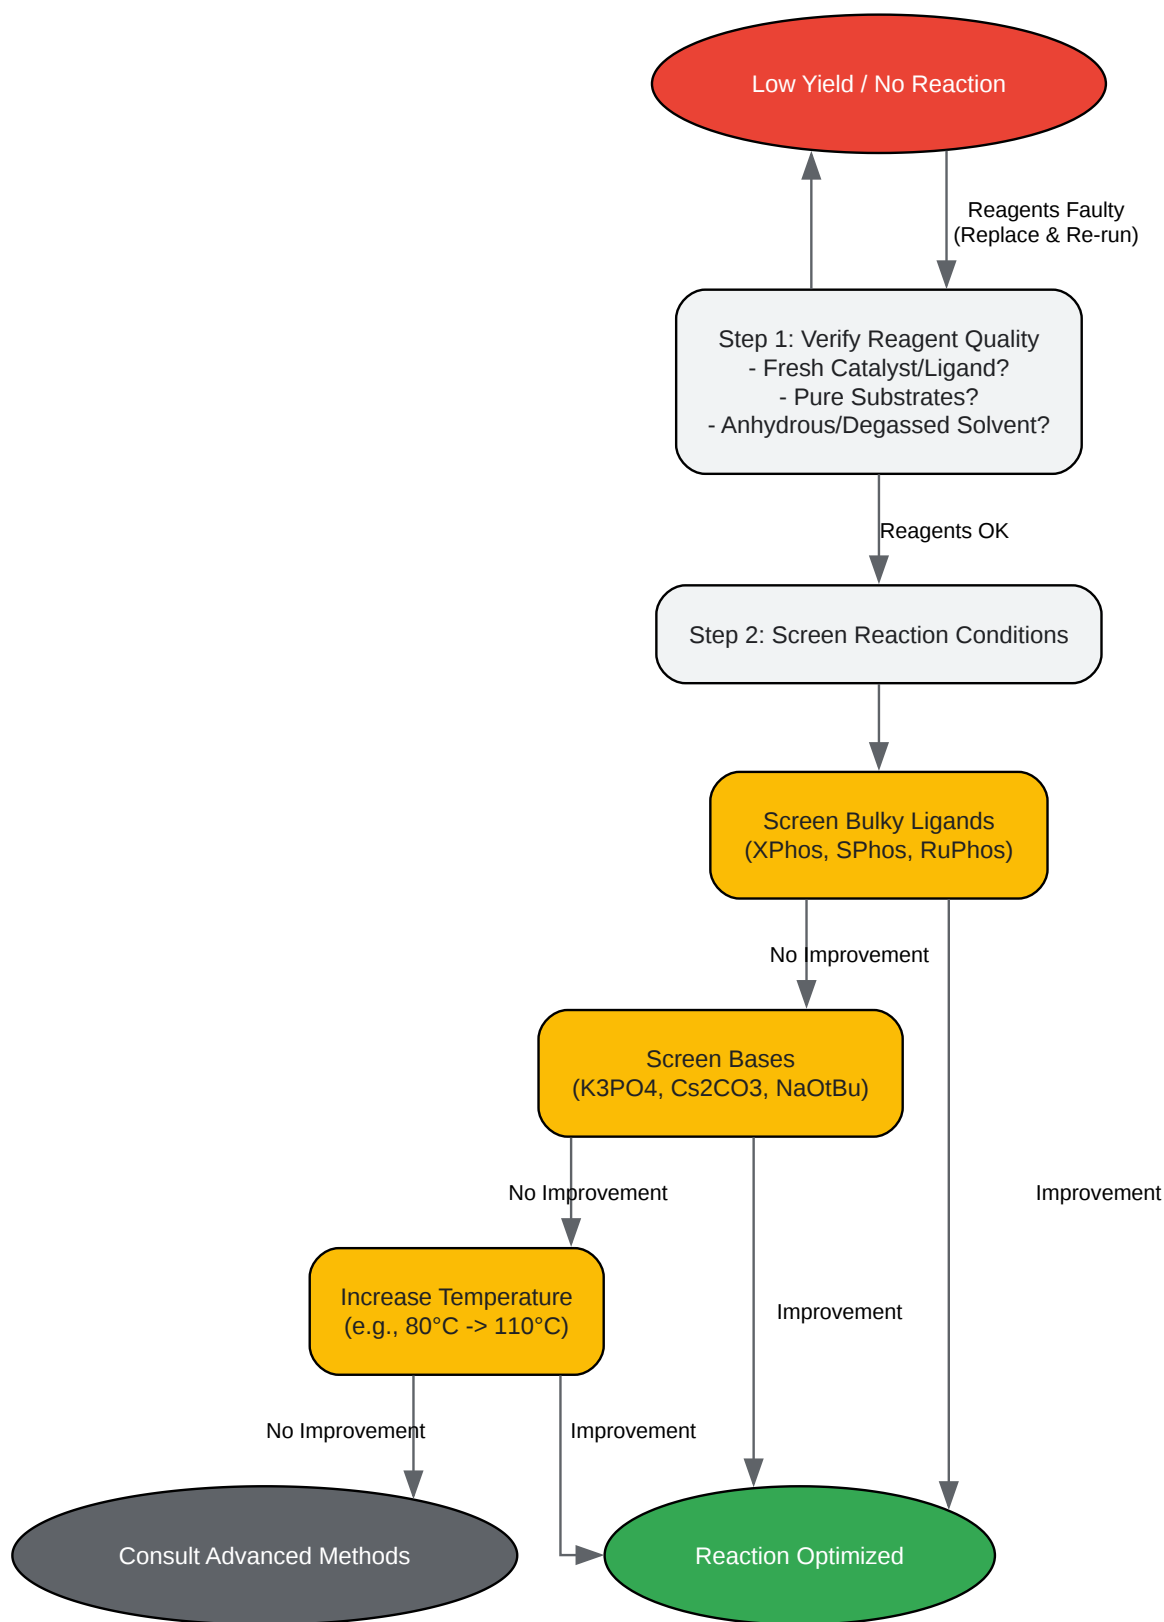 Low Yield / No Reaction
Reagents Faulty
(Replace & Re-run)
Step 1: Verify Reagent Quality
- Fresh Catalyst/Ligand?
- Pure Substrates?
- Anhydrous/Degassed Solvent?
Reagents OK
Step 2: Screen Reaction Conditions
Screen Bulky Ligands
(XPhos, SPhos, RuPhos)
No Improvement
Screen Bases
(K3PO4, Cs2CO3, NaOtBu)
No Improvement
Improvement
Increase Temperature
(e.g., 80°C -> 110°C)
Improvement
No Improvement
Improvement
Consult Advanced Methods
Reaction Optimized